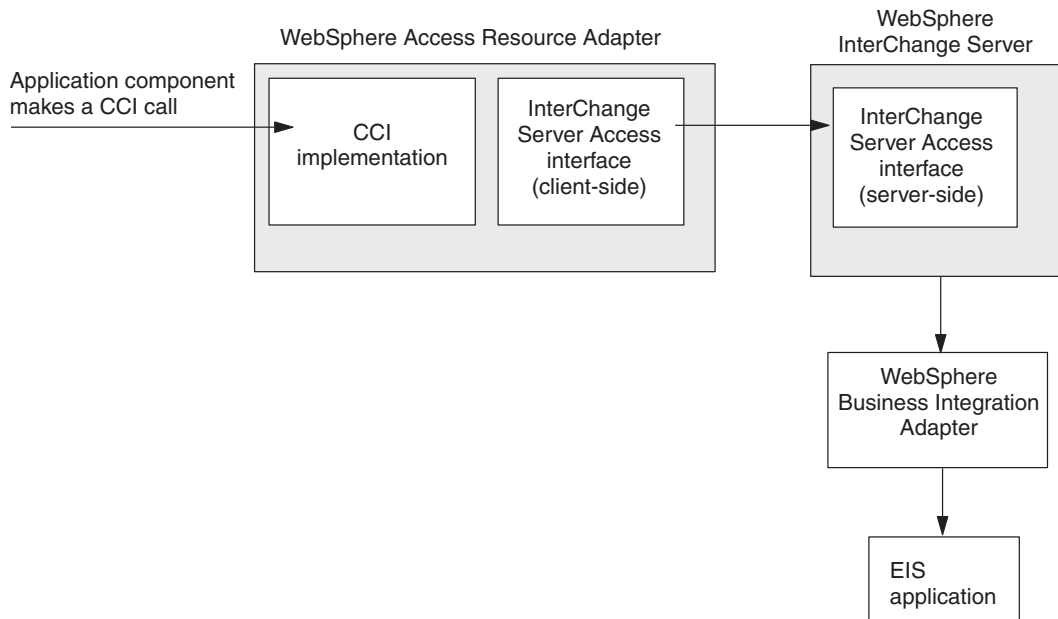 WebSphere Access Resource Adapter
WebSphere
InterChange Server
Application component
makes a CCI call
CCI
implementation
InterChange
Server Access
interface
(client-side)
InterChange
Server Access
interface
(server-side)
WebSphere
Business Integration
Adapter
EIS
application